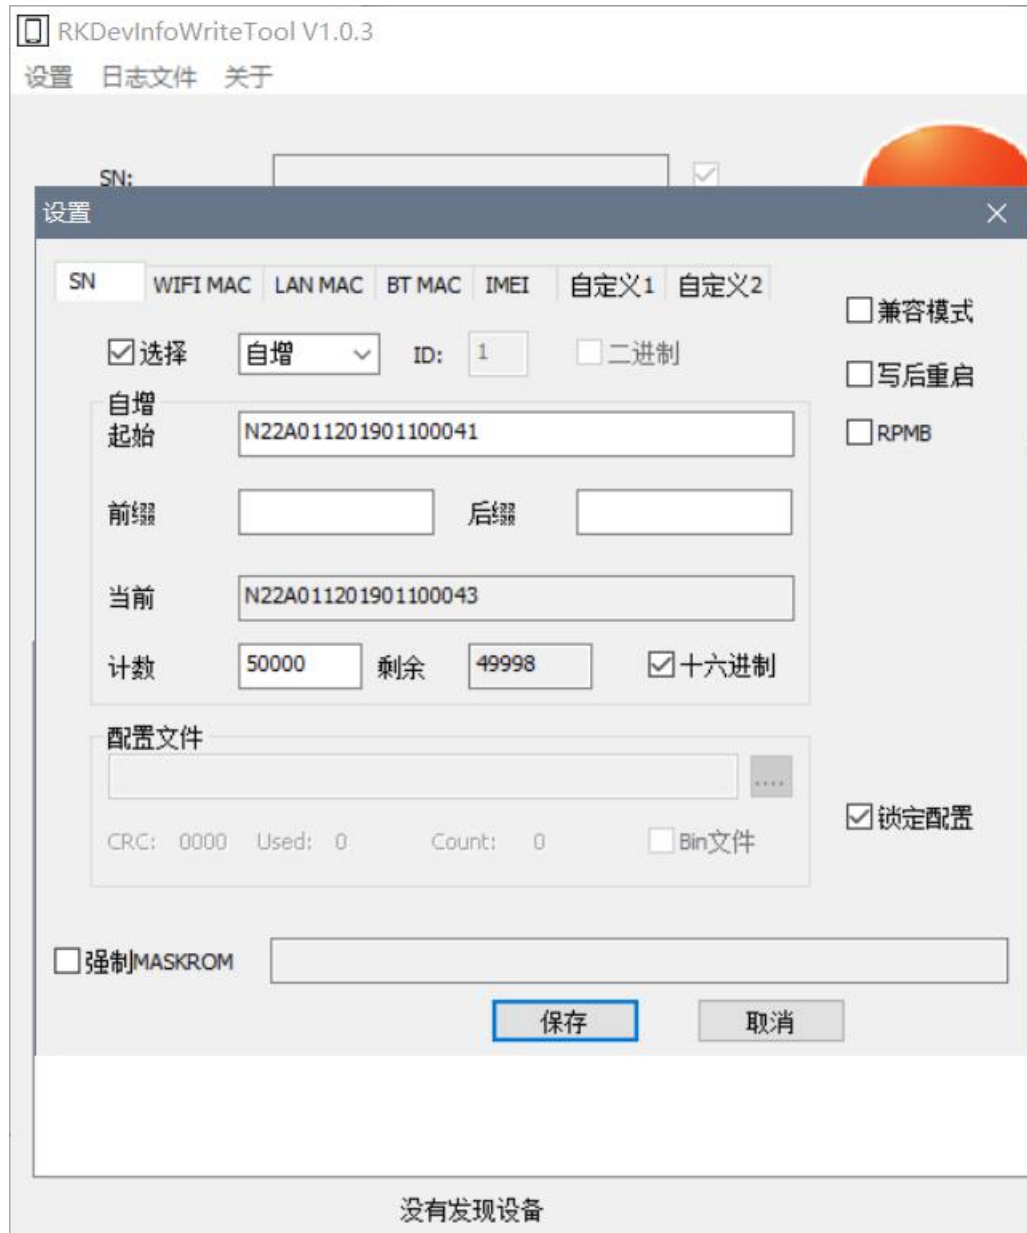 RKDevInfoWriteTool V1.0.3
设置 日志文件 关于
SN:
设置
SN WIFI MAC LAN MAC BT MAC IMEI 自定义1 自定义2
兼容模式
选择 自增 ID: 1 二进制
写后重启
自增
起始 N22A011201901100041
RPMB
前缀 后缀
当前 N22A011201901100043
计数 50000 剩余 49998 十六进制
配置文件
....
锁定配置
CRC: 0000 Used: 0 Count: 0 Bin文件
强制MASKROM
保存 取消
没有发现设备